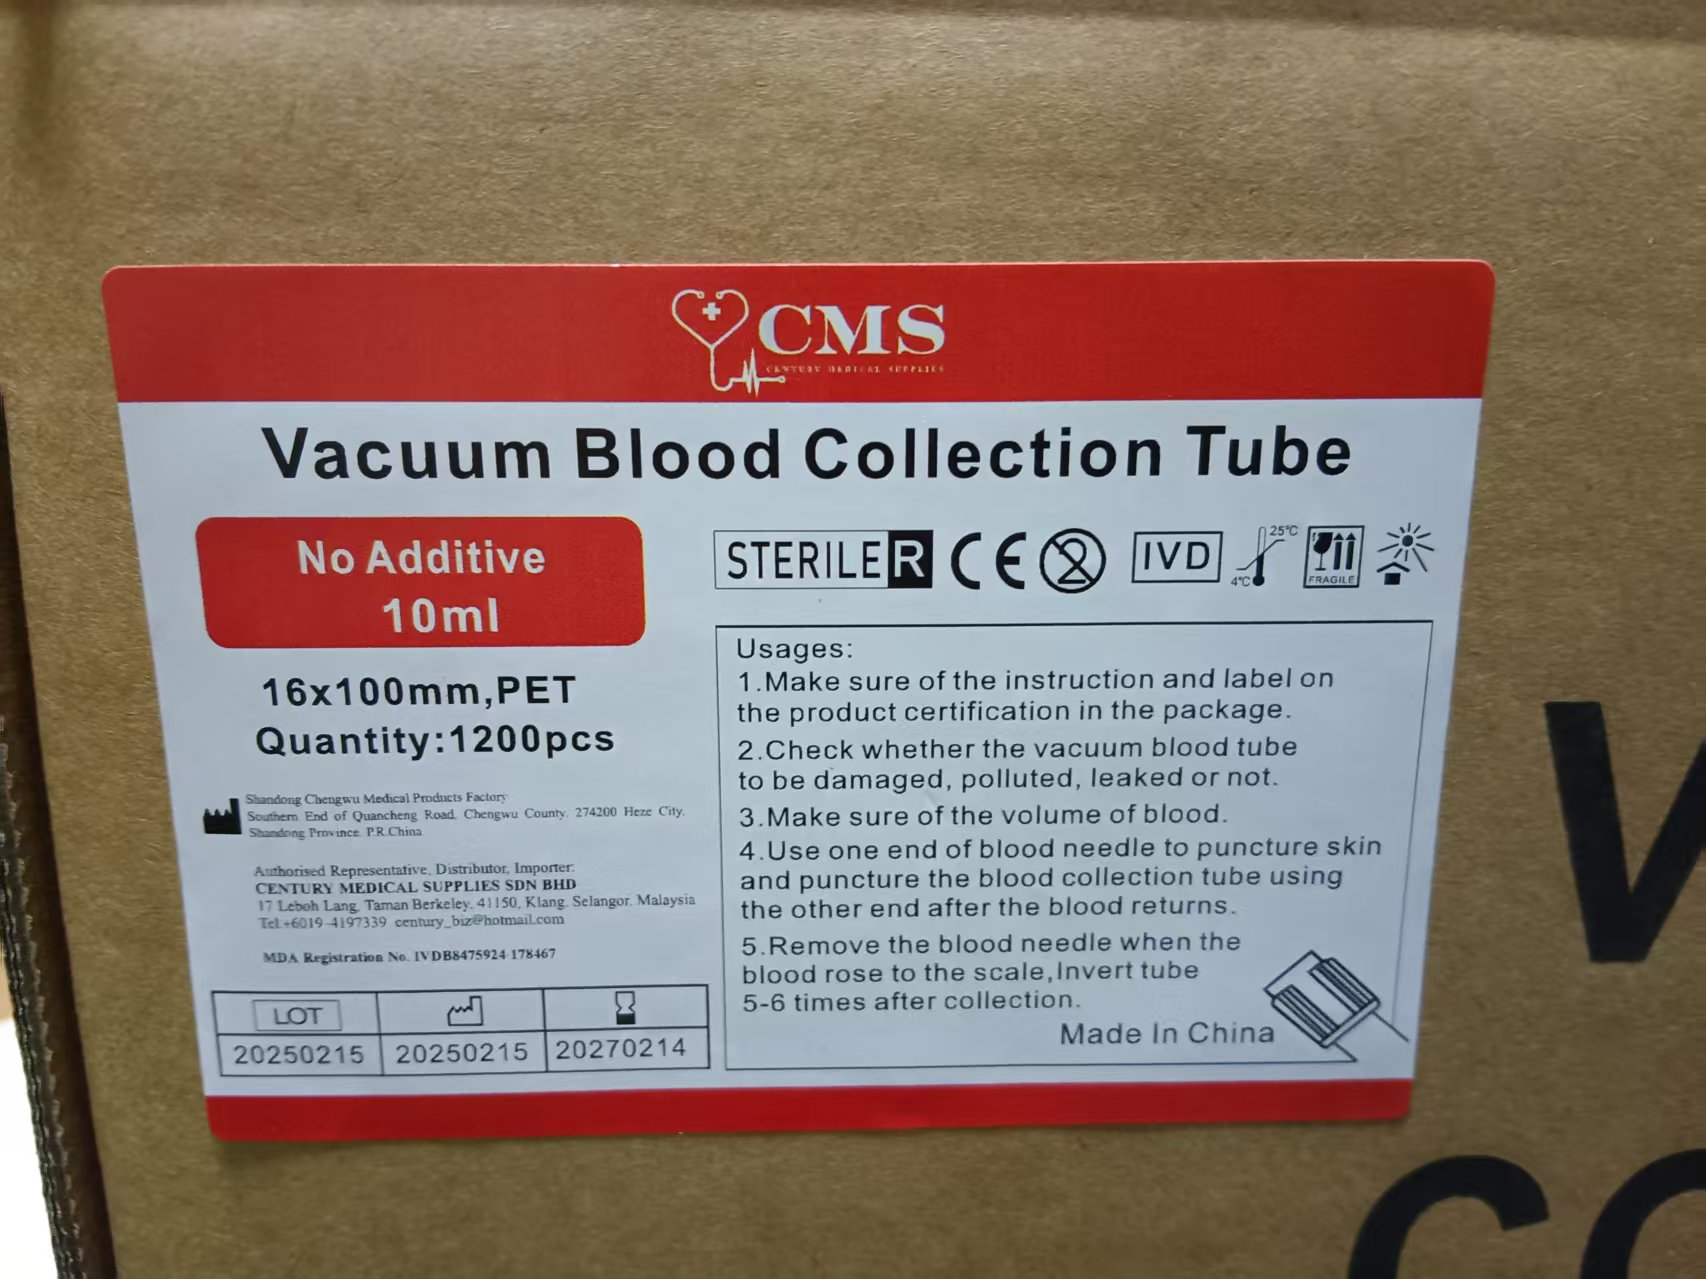 CMS
CENTURY MEDICAL SUPPLIES
Vacuum Blood Collection Tube
No Additive
10ml
16x100mm,PET
Quantity:1200pcs
Shandong Chengwu Medical Products Factory
Southern End of Quancheng Road. Chengwu County. 274200 Heze City.
Shandong Province. P.R.China
Authorised Representative, Distributor, Importer:
CENTURY MEDICAL SUPPLIES SDN BHD
17 Leboh Lang, Taman Berkeley, 41150, Klang, Selangor, Malaysia
Tel:+6019-4197339 century_biz@hotmail.com
MDA Registration No. IVDB8475924-178467
LOT
20250215 20250215 20270214
STERILE R CE 2 IVD 4°C 25°C FRAGILE
Usages:
1.Make sure of the instruction and label on
the product certification in the package.
2.Check whether the vacuum blood tube
to be damaged, polluted, leaked or not.
3.Make sure of the volume of blood.
4.Use one end of blood needle to puncture skin
and puncture the blood collection tube using
the other end after the blood returns.
5.Remove the blood needle when the
blood rose to the scale,Invert tube
5-6 times after collection.
Made In China